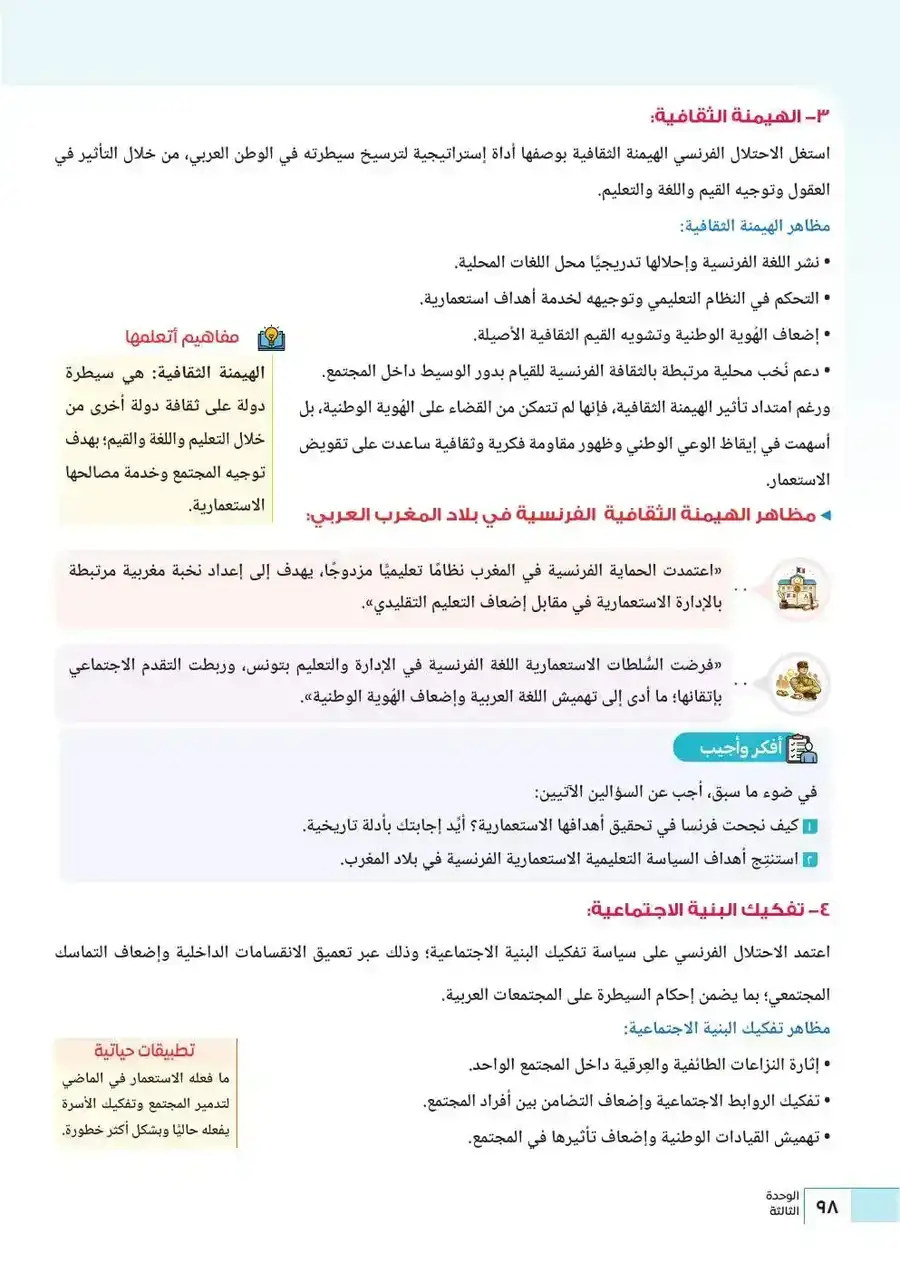 ٣- الهيمنة الثقافية:
استغل الاحتلال الفرنسي الهيمنة الثقافية بوصفها أداة إستراتيجية لترسيخ سيطرته في الوطن العربي، من خلال التأثير في
العقول وتوجيه القيم واللغة والتعليم.
مظاهر الهيمنة الثقافية:
• نشر اللغة الفرنسية وإحلالها تدريجيًّا محل اللغات المحلية.
• التحكم في النظام التعليمي وتوجيهه لخدمة أهداف استعمارية.
• إضعاف الهُوية الوطنية وتشويه القيم الثقافية الأصيلة.
• دعم نُخب محلية مرتبطة بالثقافة الفرنسية للقيام بدور الوسيط داخل المجتمع.
ورغم امتداد تأثير الهيمنة الثقافية، فإنها لم تتمكن من القضاء على الهُوية الوطنية، بل
أسهمت في إيقاظ الوعي الوطني وظهور مقاومة فكرية وثقافية ساعدت على تقويض
الاستعمار.
مفاهيم أتعلمها
الهيمنة الثقافية: هي سيطرة
دولة على ثقافة دولة أخرى من
خلال التعليم واللغة والقيم؛ بهدف
توجيه المجتمع وخدمة مصالحها
الاستعمارية.
◂ مظاهر الهيمنة الثقافية الفرنسية في بلاد المغرب العربي:
«اعتمدت الحماية الفرنسية في المغرب نظامًا تعليميًّا مزدوجًا، يهدف إلى إعداد نخبة مغربية مرتبطة
بالإدارة الاستعمارية في مقابل إضعاف التعليم التقليدي».
«فرضت السُّلطات الاستعمارية اللغة الفرنسية في الإدارة والتعليم بتونس، وربطت التقدم الاجتماعي
بإتقانها؛ ما أدى إلى تهميش اللغة العربية وإضعاف الهُوية الوطنية».
أفكر وأجيب
في ضوء ما سبق، أجب عن السؤالين الآتيين:
١ كيف نجحت فرنسا في تحقيق أهدافها الاستعمارية؟ أيِّد إجابتك بأدلة تاريخية.
٢ استنتِج أهداف السياسة التعليمية الاستعمارية الفرنسية في بلاد المغرب.
٤- تفكيك البنية الاجتماعية:
اعتمد الاحتلال الفرنسي على سياسة تفكيك البنية الاجتماعية؛ وذلك عبر تعميق الانقسامات الداخلية وإضعاف التماسك
المجتمعي؛ بما يضمن إحكام السيطرة على المجتمعات العربية.
مظاهر تفكيك البنية الاجتماعية:
• إثارة النزاعات الطائفية والعِرقية داخل المجتمع الواحد.
• تفكيك الروابط الاجتماعية وإضعاف التضامن بين أفراد المجتمع.
• تهميش القيادات الوطنية وإضعاف تأثيرها في المجتمع.
تطبيقات حياتية
ما فعله الاستعمار في الماضي
لتدمير المجتمع وتفكيك الأسرة
يفعله حاليًّا وبشكل أكثر خطورة.
٩٨
الوحدة
الثالثة